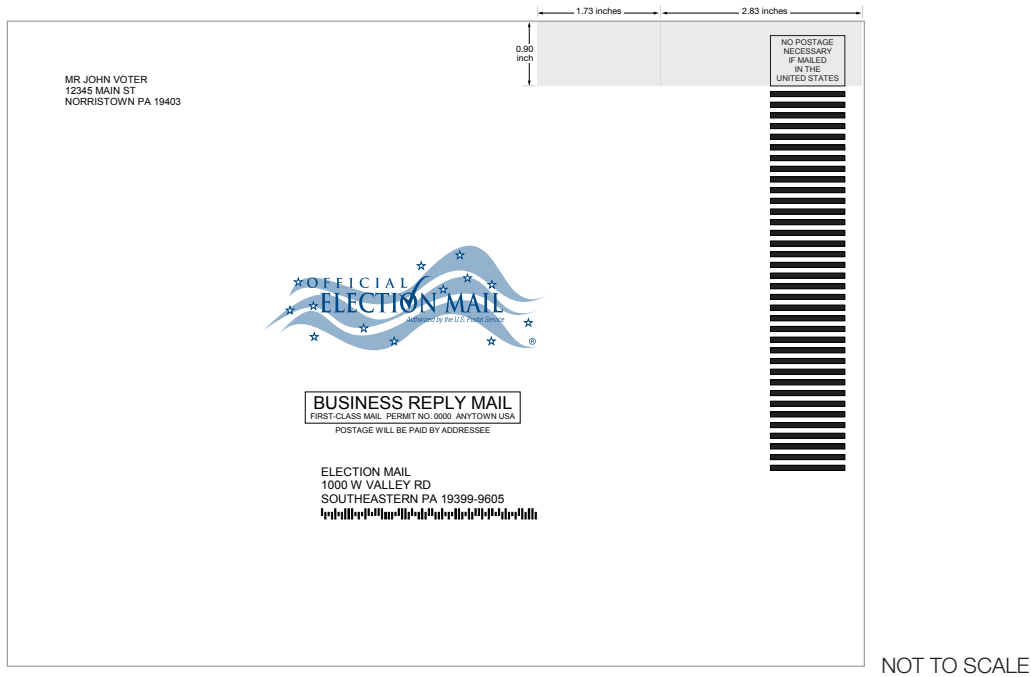 1.73 inches
2.83 inches
0.90
inch
NO POSTAGE
NECESSARY
IF MAILED
IN THE
UNITED STATES
MR JOHN VOTER
12345 MAIN ST
NORRISTOWN PA 19403
OFFICIAL
ELECTION MAIL
Authorized by the U.S. Postal Service
®
BUSINESS REPLY MAIL
FIRST-CLASS MAIL PERMIT NO. 0000 ANYTOWN USA
POSTAGE WILL BE PAID BY ADDRESSEE
ELECTION MAIL
1000 W VALLEY RD
SOUTHEASTERN PA 19399-9605
NOT TO SCALE